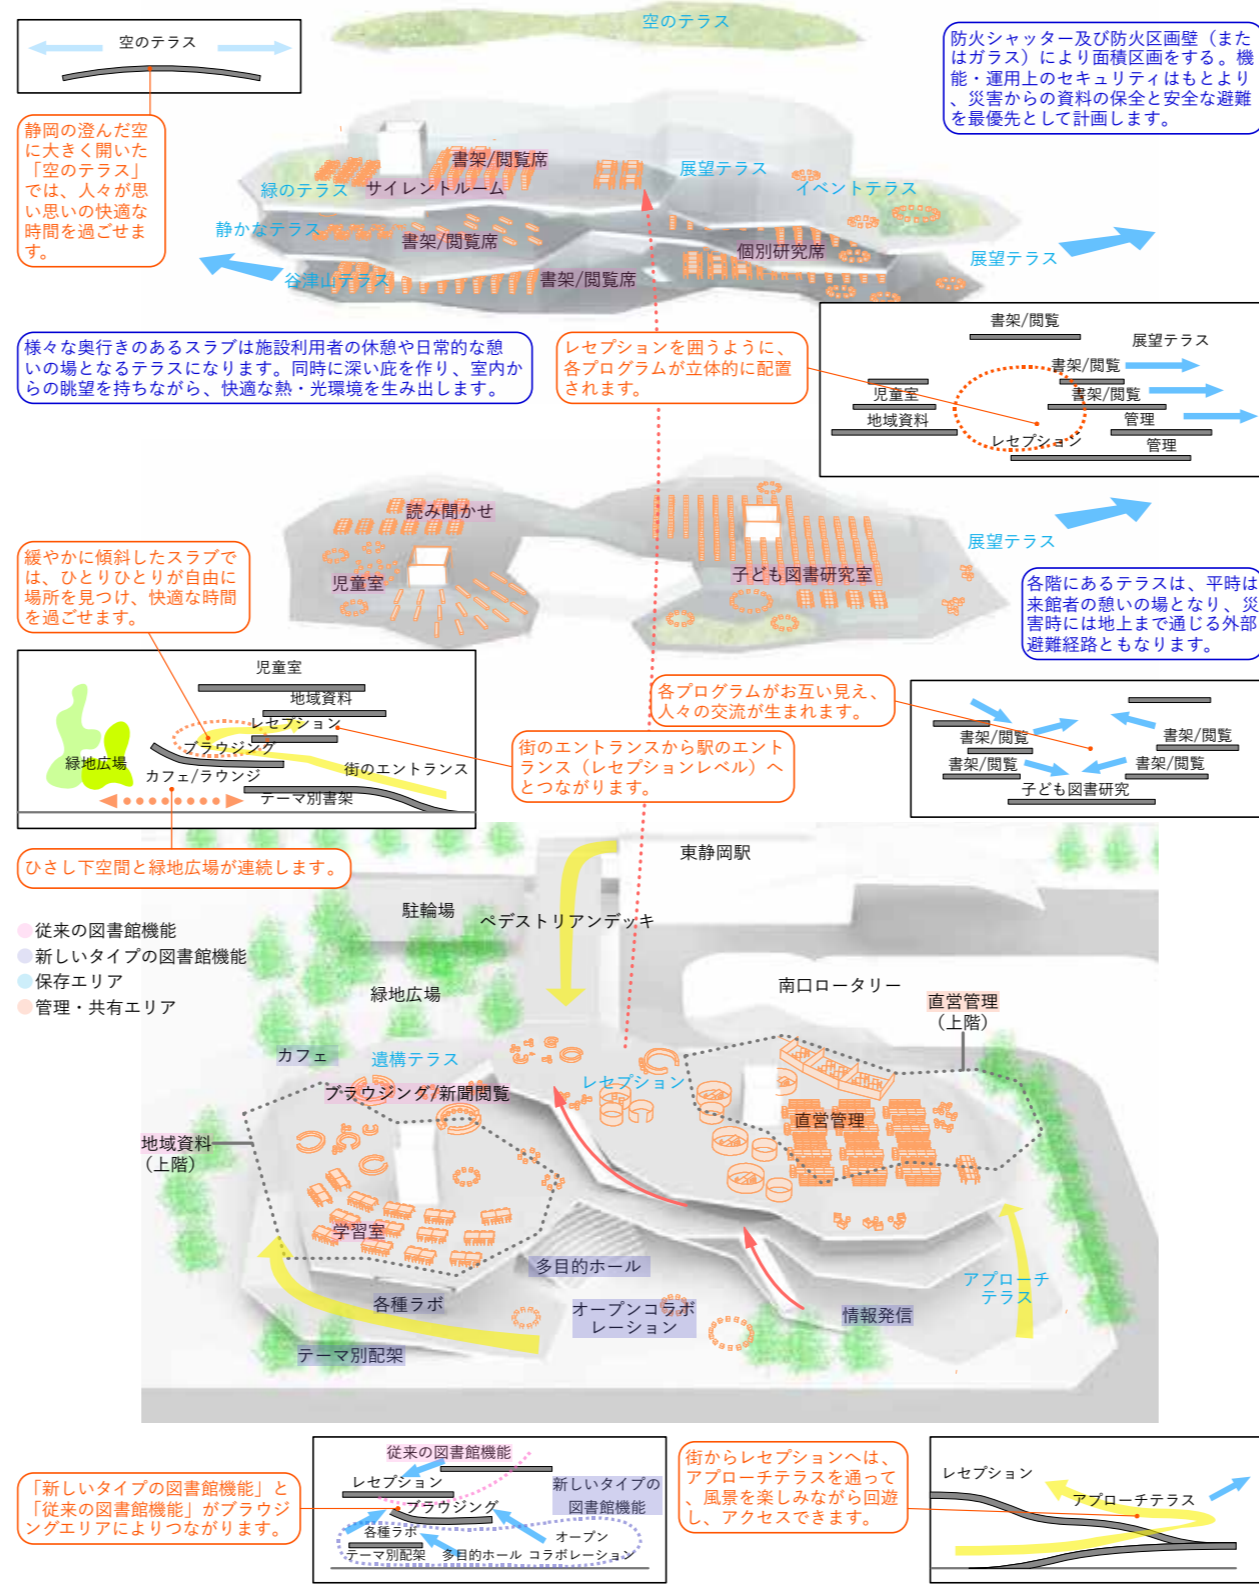 空のテラス
空のテラス
静岡の澄んだ空
に大きく開いた
「空のテラス」
では、人々が思
い思いの快適な
時間を過ごせま
す。
防火シャッター及び防火区画壁（また
はガラス）により面積区画をする。機
能・運用上のセキュリティはもとより
、災害からの資料の保全と安全な避難
を最優先として計画します。
書架/閲覧席
展望テラス
緑のテラス
サイレントルーム
イベントテラス
静かなテラス
書架/閲覧席
個別研究席
展望テラス
谷津山テラス
書架/閲覧席
様々な奥行きのあるスラブは施設利用者の休憩や日常的な憩
いの場となるテラスになります。同時に深い庇を作り、室内か
らの眺望を持ちながら、快適な熱・光環境を生み出します。
レセプションを囲うように、
各プログラムが立体的に配置
されます。
書架/閲覧
展望テラス
書架/閲覧
児童室
書架/閲覧
地域資料
管理
レセプション
管理
読み聞かせ
児童室
子ども図書研究室
展望テラス
緩やかに傾斜したスラブで
は、ひとりひとりが自由に
場所を見つけ、快適な時間
を過ごせます。
各階にあるテラスは、平時は
来館者の憩いの場となり、災
害時には地上まで通じる外部
避難経路ともなります。
児童室
地域資料
レセプション
ブラウジング
緑地広場
カフェ/ラウンジ
街のエントランス
テーマ別書架
各プログラムがお互い見え、
人々の交流が生まれます。
街のエントランスから駅のエント
ランス（レセプションレベル）へ
とつながります。
書架/閲覧
書架/閲覧
書架/閲覧
書架/閲覧
子ども図書研究
ひさし下空間と緑地広場が連続します。
従来の図書館機能
新しいタイプの図書館機能
保存エリア
管理・共有エリア
東静岡駅
駐輪場
ペデストリアンデッキ
緑地広場
南口ロータリー
直営管理
（上階）
カフェ
遺構テラス
レセプション
ブラウジング/新聞閲覧
直営管理
地域資料
（上階）
学習室
多目的ホール
アプローチ
テラス
各種ラボ
オープンコラボ
レーション
情報発信
テーマ別配架
「新しいタイプの図書館機能」と
「従来の図書館機能」がブラウジ
ングエリアによりつながります。
従来の図書館機能
レセプション
新しいタイプの
図書館機能
ブラウジング
各種ラボ
オープン
テーマ別配架
多目的ホール
コラボレーション
街からレセプションへは、
アプローチテラスを通って
、風景を楽しみながら回遊
し、アクセスできます。
レセプション
アプローチテラス